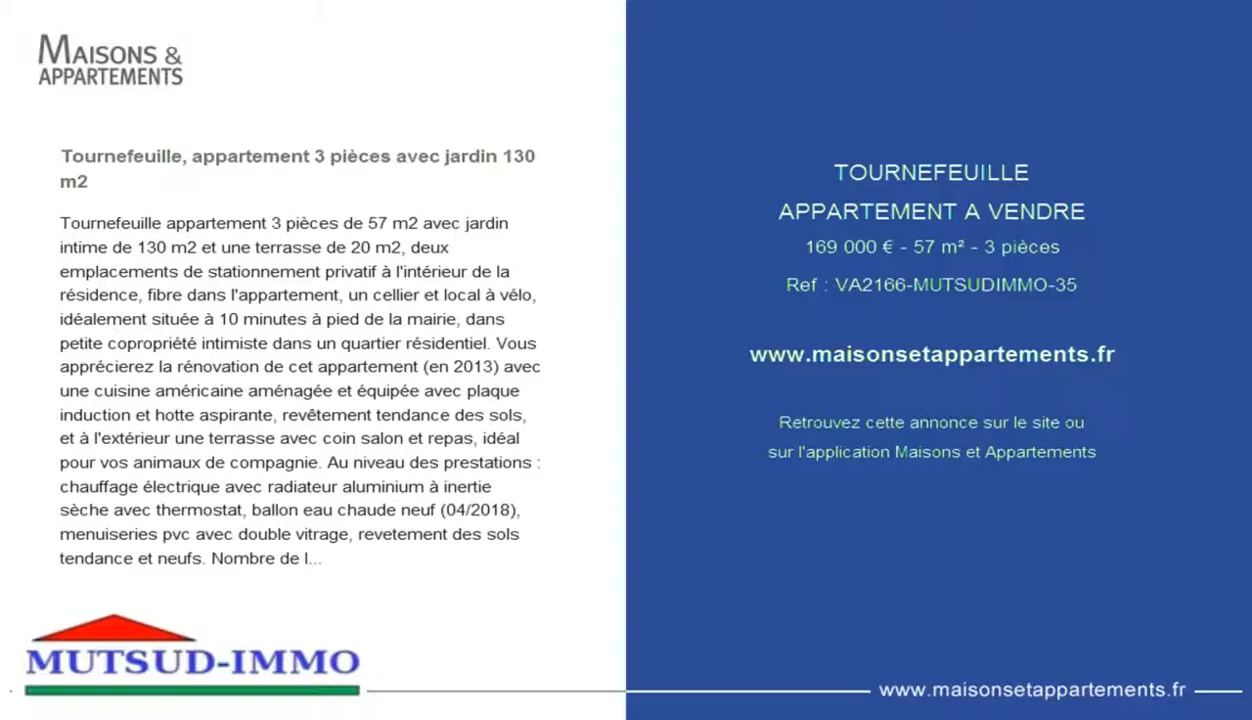 MAISONS &
APPARTEMENTS
Tournefeuille, appartement 3 pièces avec jardin 130
m2
Tournefeuille appartement 3 pièces de 57 m2 avec jardin
intime de 130 m2 et une terrasse de 20 m2, deux
emplacements de stationnement privatif à l'intérieur de la
résidence, fibre dans l'appartement, un cellier et local à vélo,
idéalement située à 10 minutes à pied de la mairie, dans
petite copropriété intimiste dans un quartier résidentiel. Vous
apprécierez la rénovation de cet appartement (en 2013) avec
une cuisine américaine aménagée et équipée avec plaque
induction et hotte aspirante, revêtement tendance des sols,
et à l'extérieur une terrasse avec coin salon et repas, idéal
pour vos animaux de compagnie. Au niveau des prestations :
chauffage électrique avec radiateur aluminium à inertie
sèche avec thermostat, ballon eau chaude neuf (04/2018),
menuiseries pvc avec double vitrage, revetement des sols
tendance et neufs. Nombre de l...
MUTSUD-IMMO
TOURNEFEUILLE
APPARTEMENT A VENDRE
169 000 € - 57 m² - 3 pièces
Ref : VA2166-MUTSUDIMMO-35
www.maisonsetappartements.fr
Retrouvez cette annonce sur le site ou
sur l'application Maisons et Appartements
www.maisonsetappartements.fr